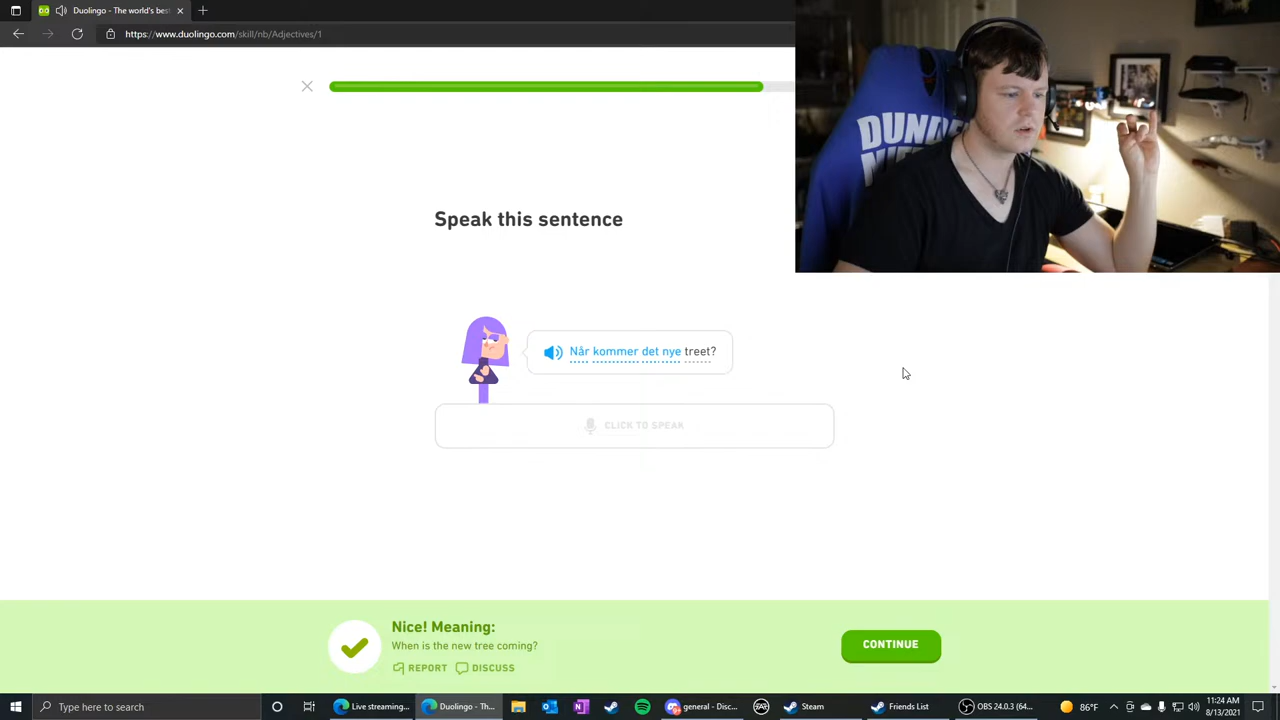 Duolingo - The world's best
https://www.duolingo.com/skill/nb/Adjectives/1
Speak this sentence
Når kommer det nye treet?
CLICK TO SPEAK
Nice! Meaning:
When is the new tree coming?
REPORT
DISCUSS
CONTINUE
Type here to search
Live streaming...
Duolingo - Th...
general - Disc...
Steam
Friends List
OBS 24.0.3 (64...
86°F
11:24 AM
8/13/2021